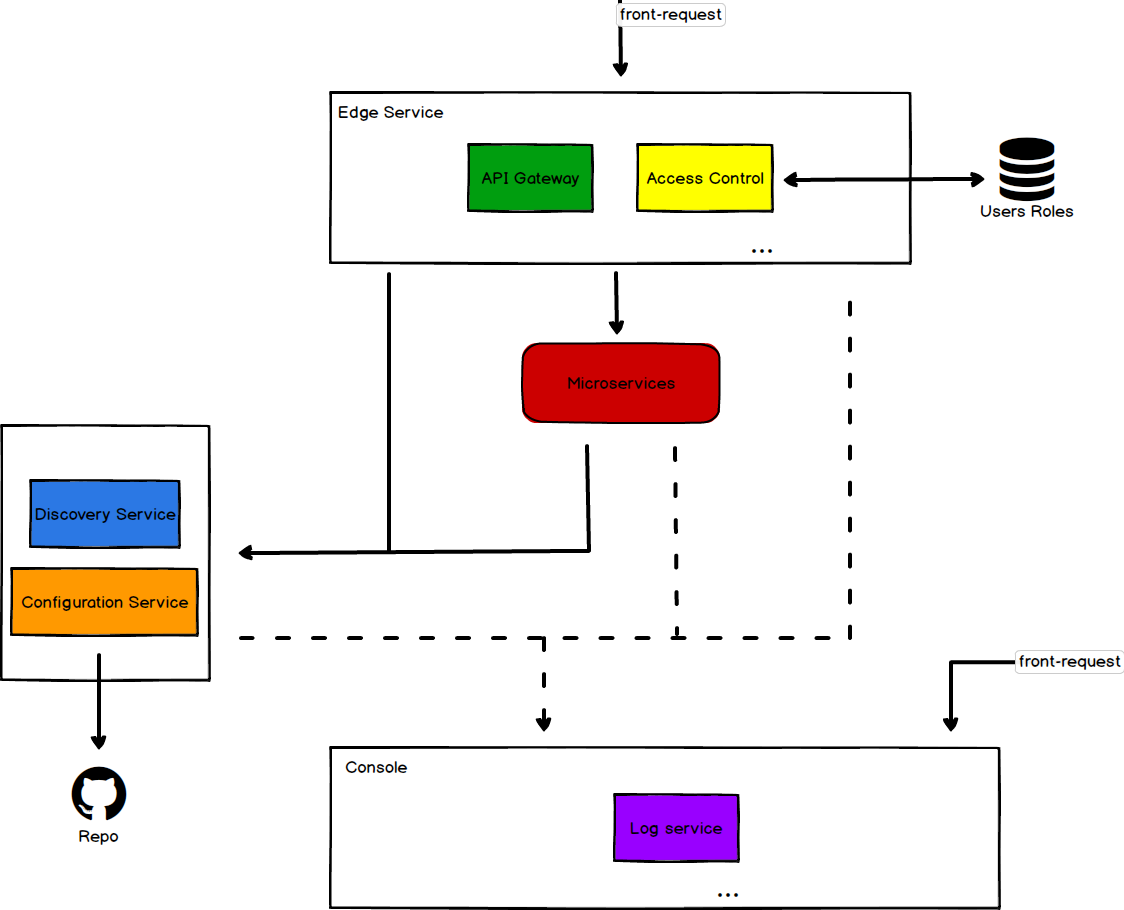 front-request
Edge Service
API Gateway
Access Control
Users Roles
...
Microservices
Discovery Service
Configuration Service
front-request
Console
Log service
Repo
...